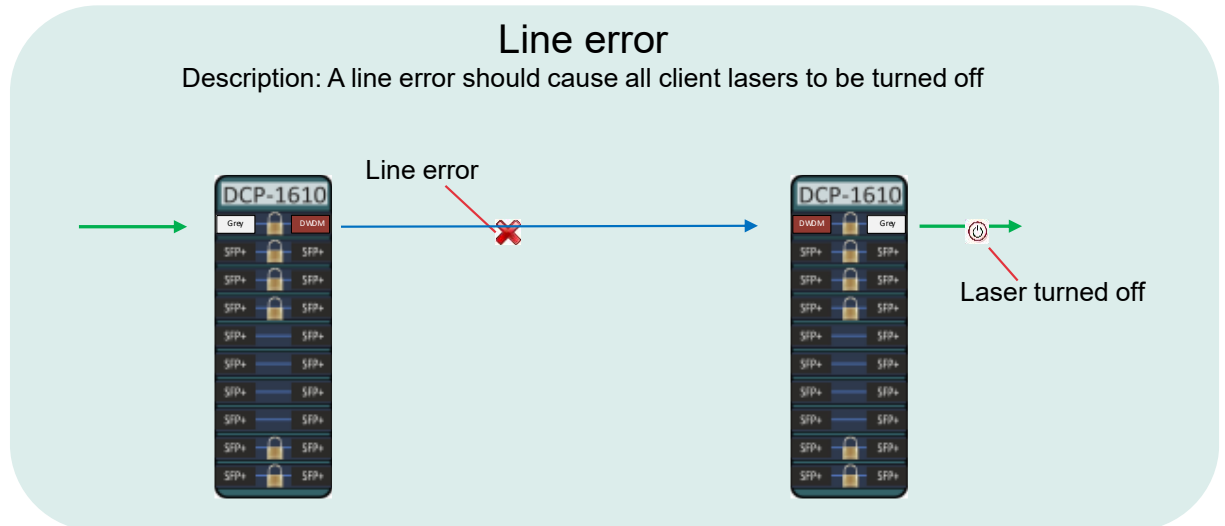 Line error
Description: A line error should cause all client lasers to be turned off
Line error
DCP-1610
Grey DWDM
SFP+ SFP+
SFP+ SFP+
SFP+ SFP+
SFP+ SFP+
SFP+ SFP+
SFP+ SFP+
SFP+ SFP+
SFP+ SFP+
SFP+ SFP+
DCP-1610
DWDM Grey
SFP+ SFP+
SFP+ SFP+
SFP+ SFP+
SFP+ SFP+
SFP+ SFP+
SFP+ SFP+
SFP+ SFP+
SFP+ SFP+
SFP+ SFP+
Laser turned off